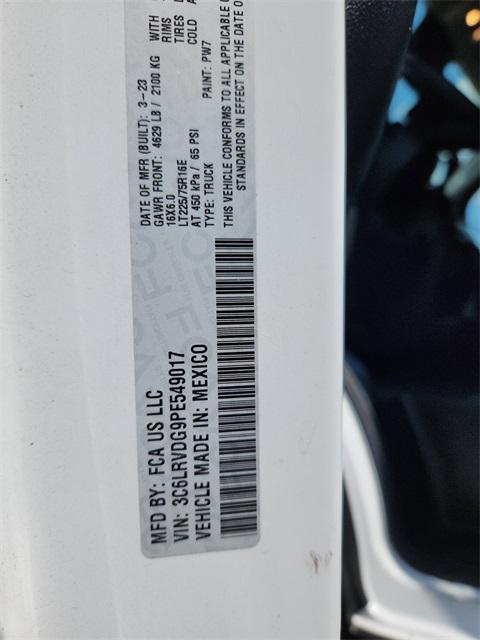 MFD BY: FCA US LLC
VIN: 3C6LRVDG9PE549017
VEHICLE MADE IN: MEXICO
DATE OF MFR (BUILT): 3-23
GAWR FRONT: 4629 LB / 2100 KG WITH
16X6.0 RIMS
LT225/75R16E TIRES
AT 450 kPa / 65 PSI COLD
TYPE: TRUCK PAINT: PW7
THIS VEHICLE CONFORMS TO ALL APPLICABLE
STANDARDS IN EFFECT ON THE DATE O